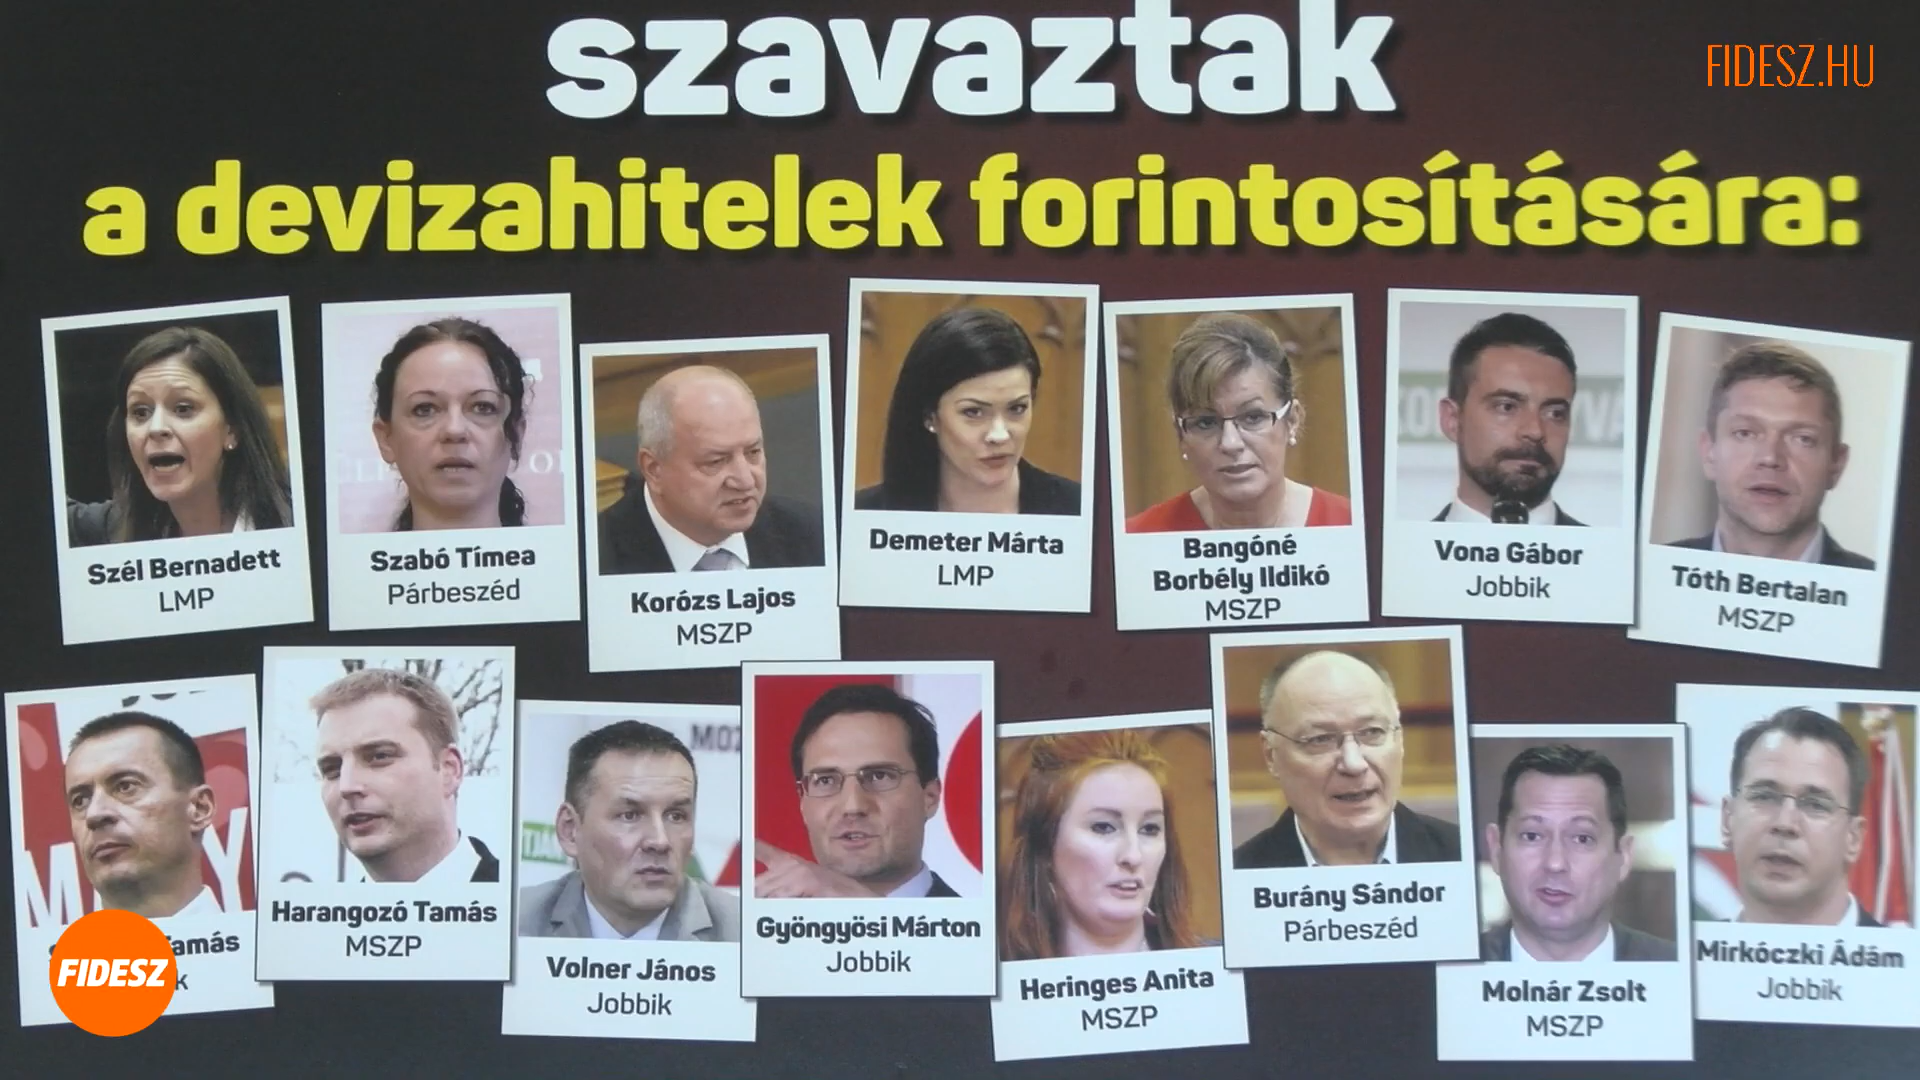 szavaztak
FIDESZ.HU
a devizahitelek forintosítására:
Szél Bernadett
LMP
Szabó Tímea
Párbeszéd
Korózs Lajos
MSZP
Demeter Márta
LMP
Bangóné
Borbély Ildikó
MSZP
Vona Gábor
Jobbik
Tóth Bertalan
MSZP
FIDESZ
Harangozó Tamás
MSZP
Volner János
Jobbik
Gyöngyösi Márton
Jobbik
Heringes Anita
MSZP
Burány Sándor
Párbeszéd
Molnár Zsolt
MSZP
Mirkóczki Ádám
Jobbik